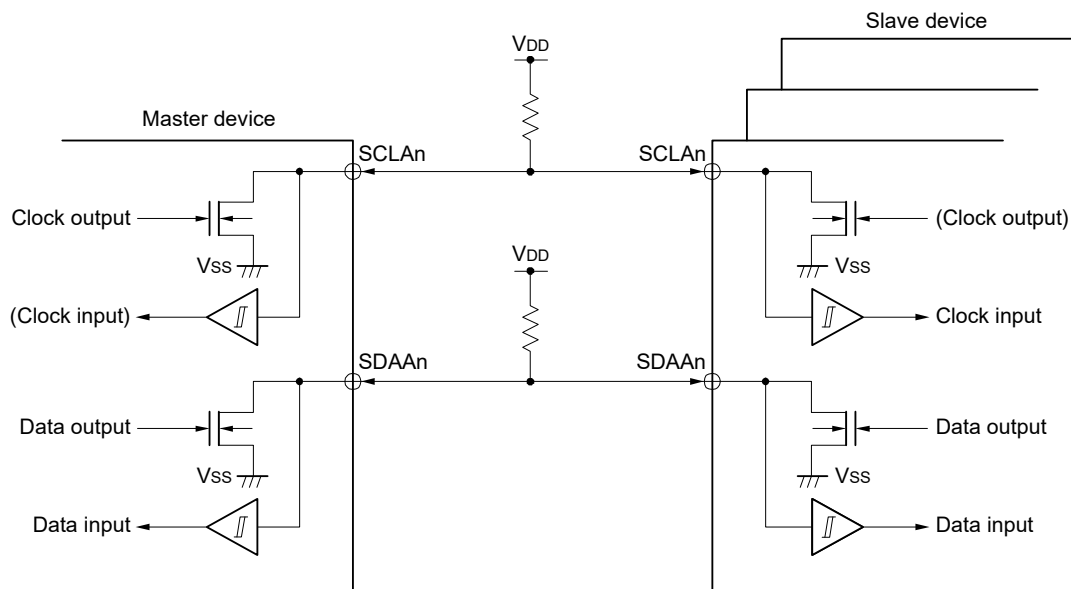 Slave device
VDD
Master device
SCLAn
SCLAn
Clock output
(Clock output)
VSS
VSS
VDD
(Clock input)
Clock input
SDAAn
SDAAn
Data output
Data output
VSS
VSS
Data input
Data input